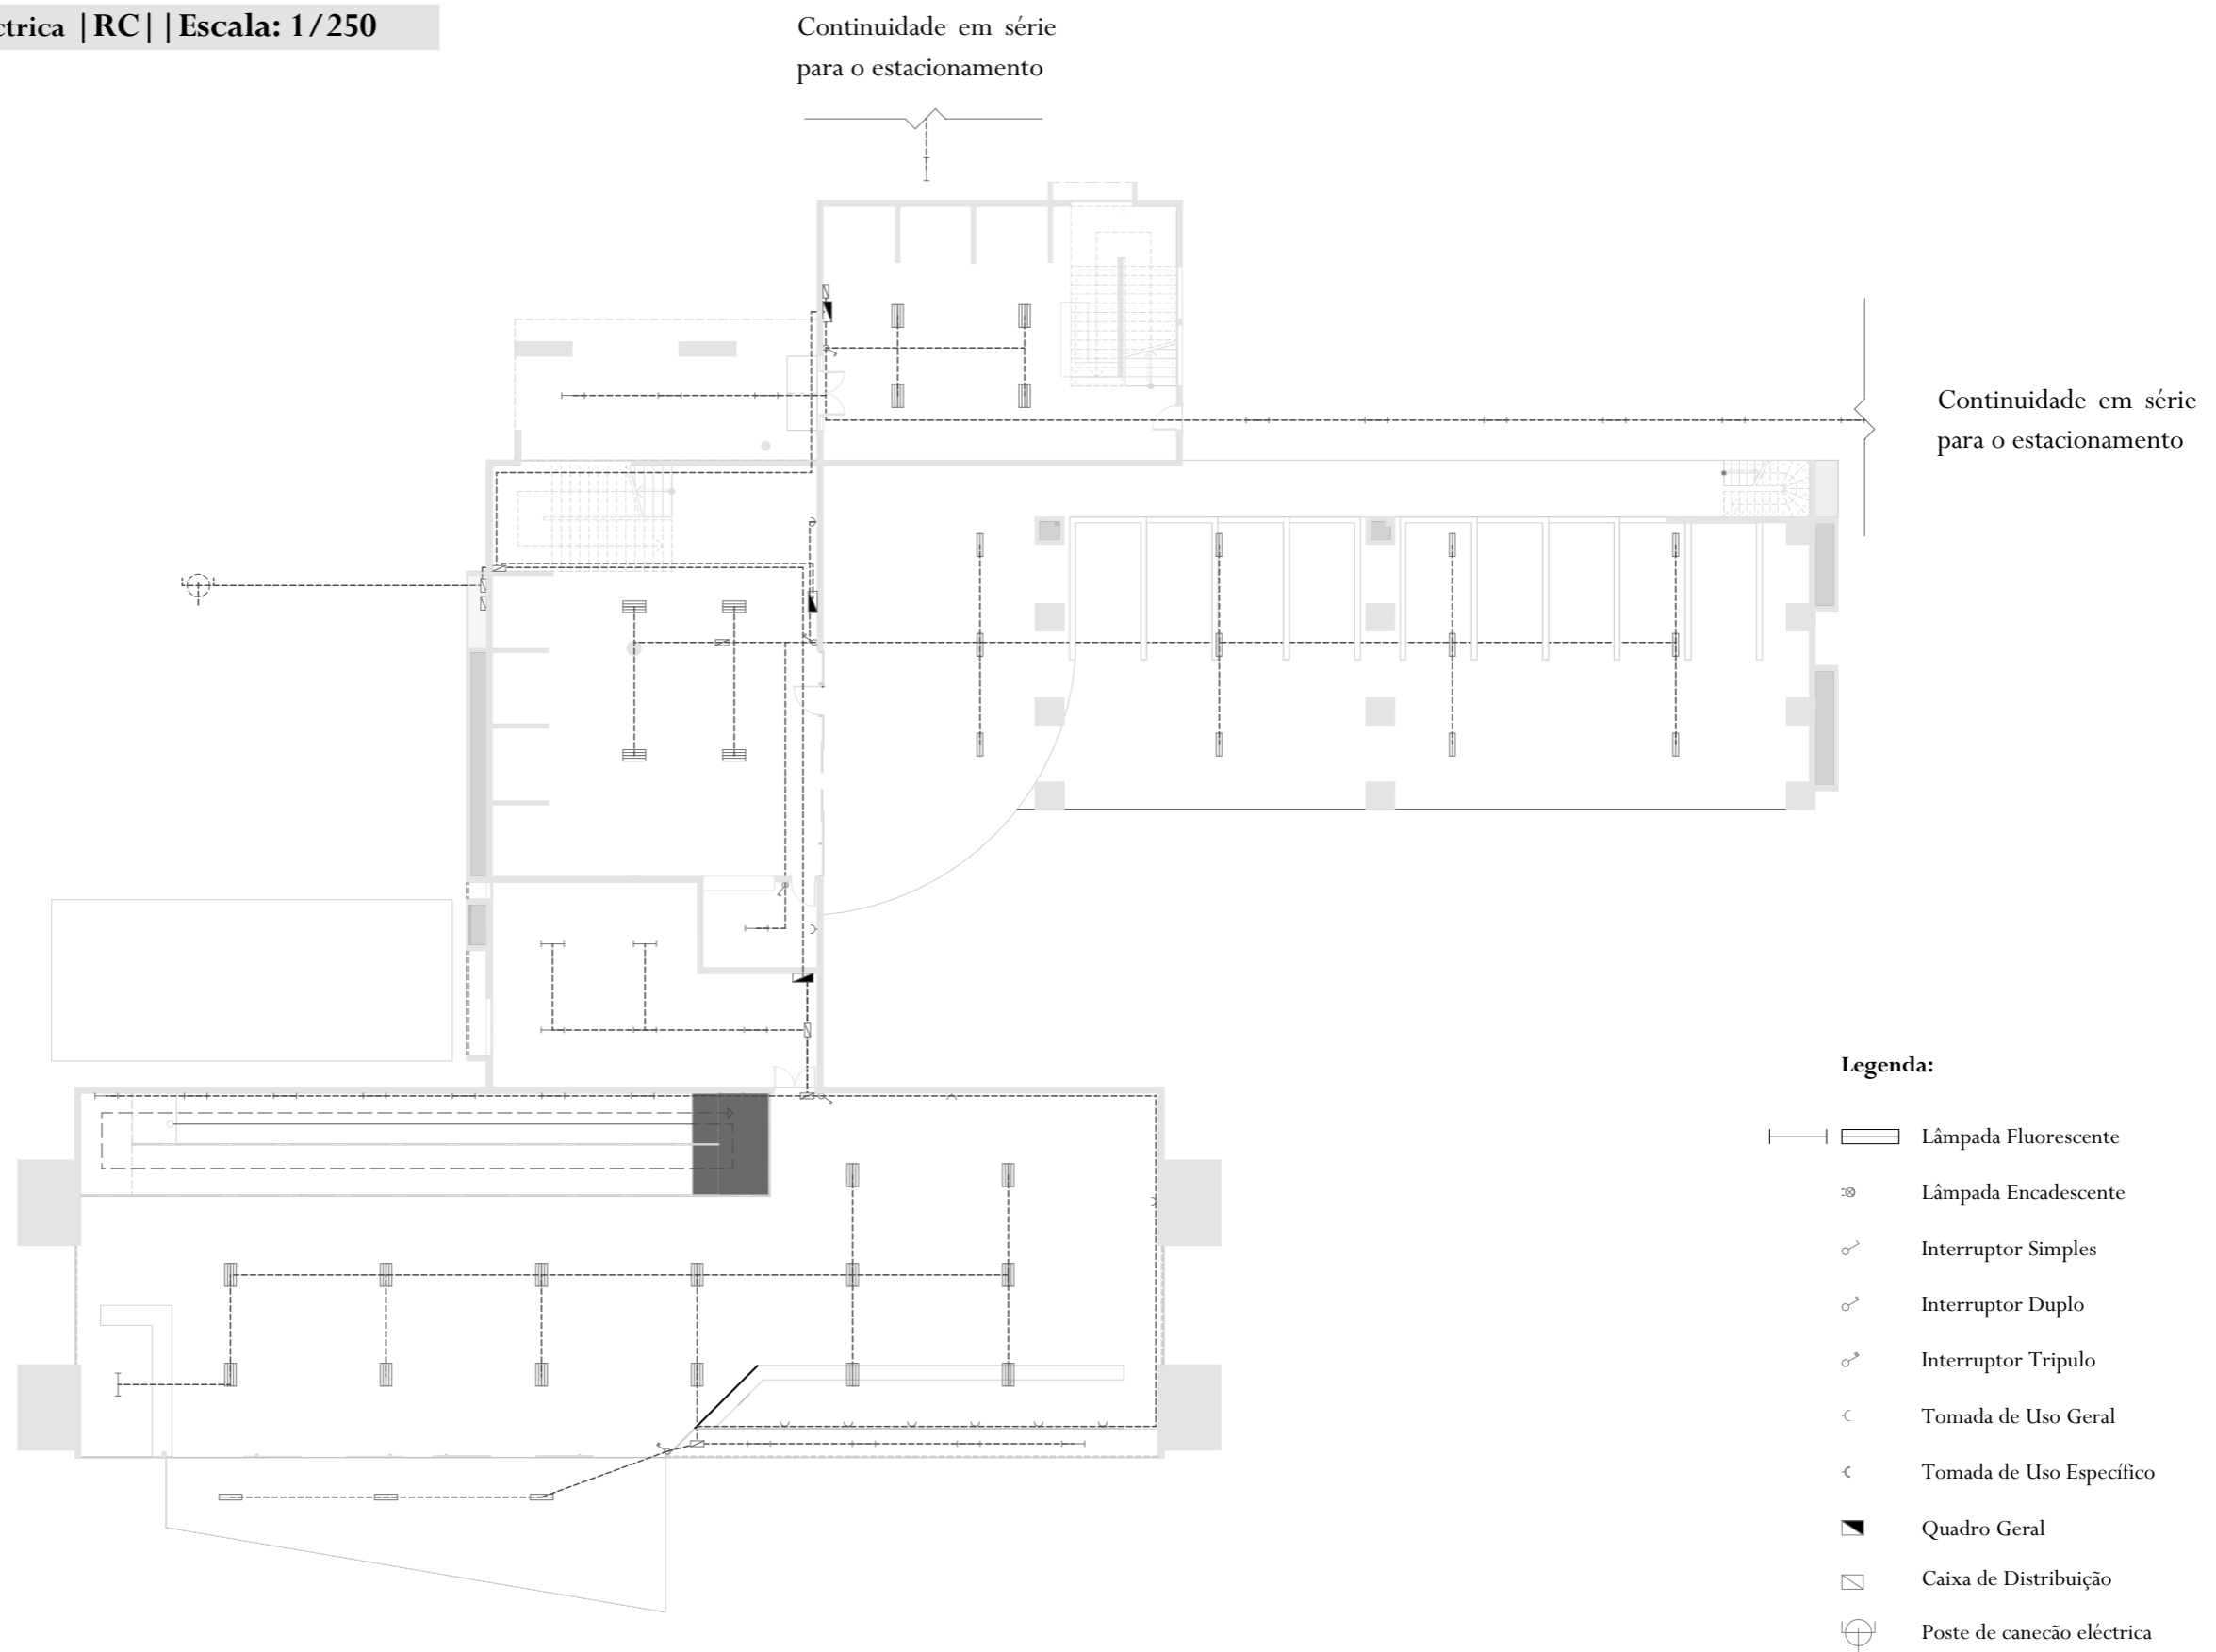 ctrica |RC| |Escala: 1/250
Continuidade em série
para o estacionamento
Continuidade em série
para o estacionamento
Legenda:
Lâmpada Fluorescente
Lâmpada Encadescente
Interruptor Simples
Interruptor Duplo
Interruptor Tripulo
Tomada de Uso Geral
Tomada de Uso Específico
Quadro Geral
Caixa de Distribuição
Poste de canecão eléctrica